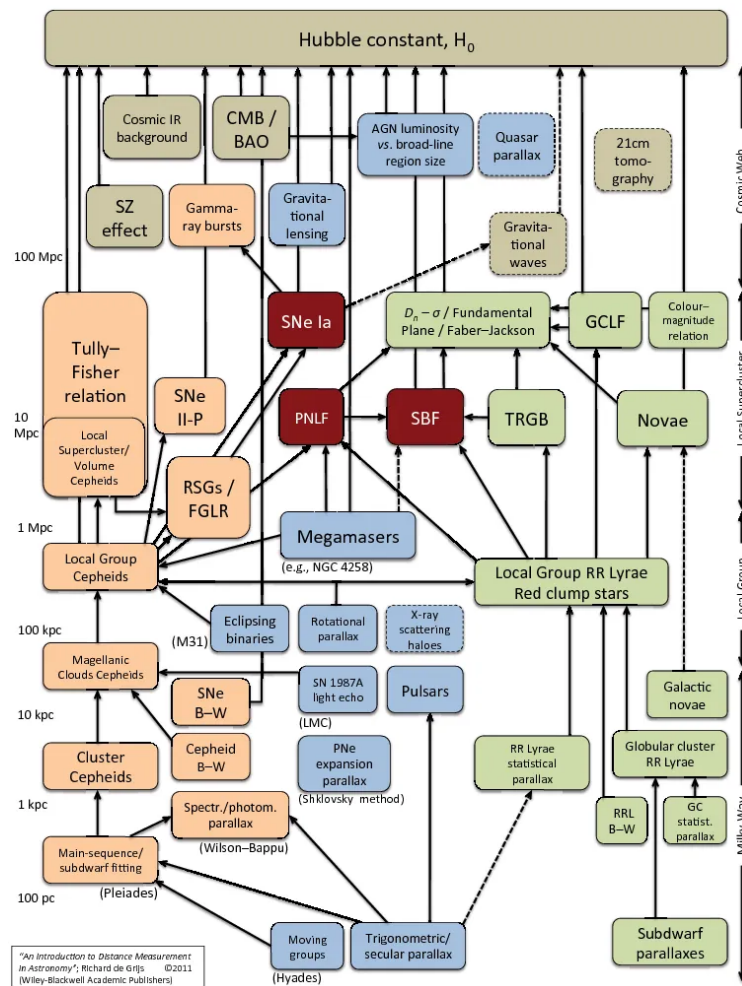 Hubble constant, H₀
Cosmic IR
background
CMB /
BAO
AGN luminosity
vs. broad-line
region size
Quasar
parallax
21cm
tomo-
graphy
Cosmic Web
SZ
effect
Gamma-
ray bursts
Gravita-
tional
lensing
Gravita-
tional
waves
100 Mpc
Tully–
Fisher
relation
SNe Ia
Dₙ – σ / Fundamental
Plane / Faber–Jackson
GCLF
Colour–
magnitude
relation
Local Supercluster
SNe
II-P
10
Mpc
Local
Supercluster/
Volume
Cepheids
PNLF
SBF
TRGB
Novae
RSGs /
FGLR
1 Mpc
Megamasers
(e.g., NGC 4258)
Local Group
Cepheids
Local Group RR Lyrae
Red clump stars
Local Group
100 kpc
(M31)
Eclipsing
binaries
Rotational
parallax
X-ray
scattering
haloes
Magellanic
Clouds Cepheids
SNe
B–W
SN 1987A
light echo
(LMC)
Pulsars
Galactic
novae
10 kpc
Cluster
Cepheids
Cepheid
B–W
PNe
expansion
parallax
(Shklovsky method)
RR Lyrae
statistical
parallax
Globular cluster
RR Lyrae
1 kpc
Spectr./photom.
parallax
(Wilson–Bappu)
RRL
B–W
GC
statist.
parallax
Milky Way
Main-sequence/
subdwarf fitting
(Pleiades)
100 pc
Moving
groups
(Hyades)
Trigonometric/
secular parallax
Subdwarf
parallaxes
"An Introduction to Distance Measurement
in Astronomy"; Richard de Grijs ©2011
(Wiley-Blackwell Academic Publishers)